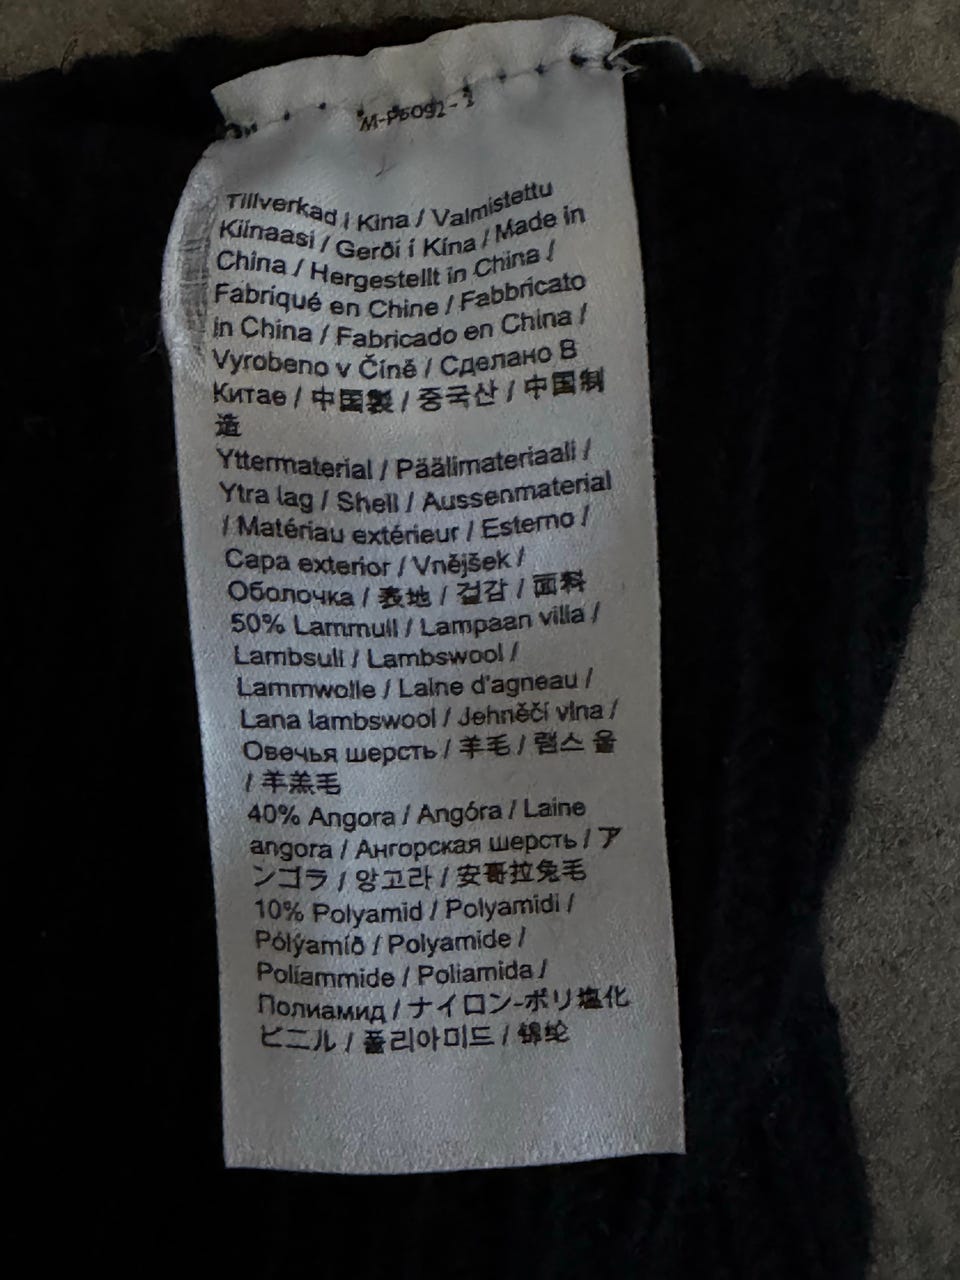 M-P5092-1
Tillverkad i Kina / Valmistettu
Kiinaasi / Gerðí í Kína / Made in
China / Hergestellt in China /
Fabriqué en Chine / Fabbricato
in China / Fabricado en China /
Vyrobeno v Číně / Сделано В
Китае / 中国製 / 중국산 / 中国制
造
Yttermaterial / Päälimateriaali /
Ytra lag / Shell / Aussenmaterial
/ Matériau extérieur / Esterno /
Capa exterior / Vnějšek /
Оболочка / 表地 / 겉감 / 面料
50% Lammull / Lampaan villa /
Lambsull / Lambswool /
Lammwolle / Laine d'agneau /
Lana lambswool / Jehněčí vlna /
Овечья шерсть / 羊毛 / 램스 울
/ 羊羔毛
40% Angora / Angóra / Laine
angora / Ангорская шерсть / ア
ンゴラ / 앙고라 / 安哥拉兔毛
10% Polyamid / Polyamidi /
Pólýamíð / Polyamide /
Poliammide / Poliamida /
Полиамид / ナイロン-ポリ塩化
ビニル / 폴리아미드 / 锦纶